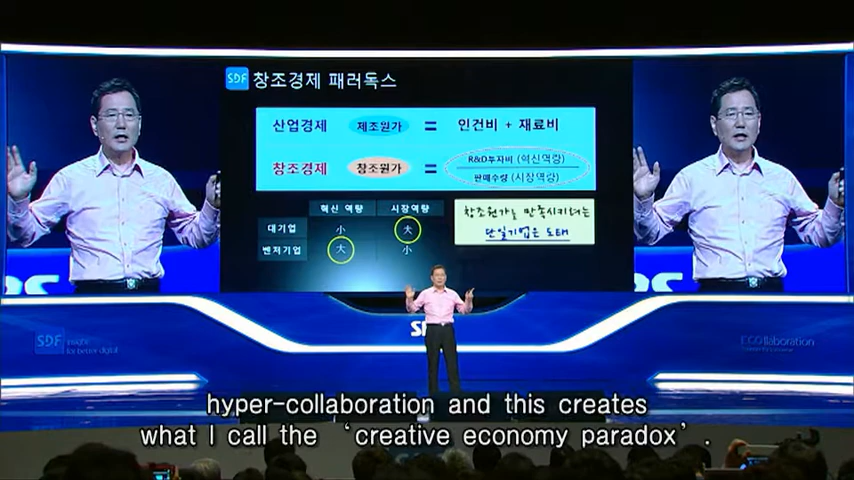 SDF 창조경제 패러독스
산업경제 제조원가 = 인건비 + 재료비
창조경제 창조원가 = R&D투자비 (혁신역량)
판매수량 (시장역량)
혁신 역량 시장역량
대기업 小 大
벤처기업 大 小
창조원가를 만족시키려는
단일기업은 도태
SDF
for better digital
hyper-collaboration and this creates
what I call the ‘creative economy paradox’.